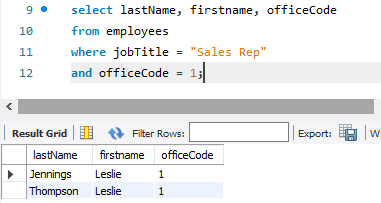 9 select lastName, firstname, officeCode
10 from employees
11 where jobTitle = "Sales Rep"
12 and officeCode = 1;
Result Grid Filter Rows: Export: Wr
lastName firstname officeCode
Jennings Leslie 1
Thompson Leslie 1